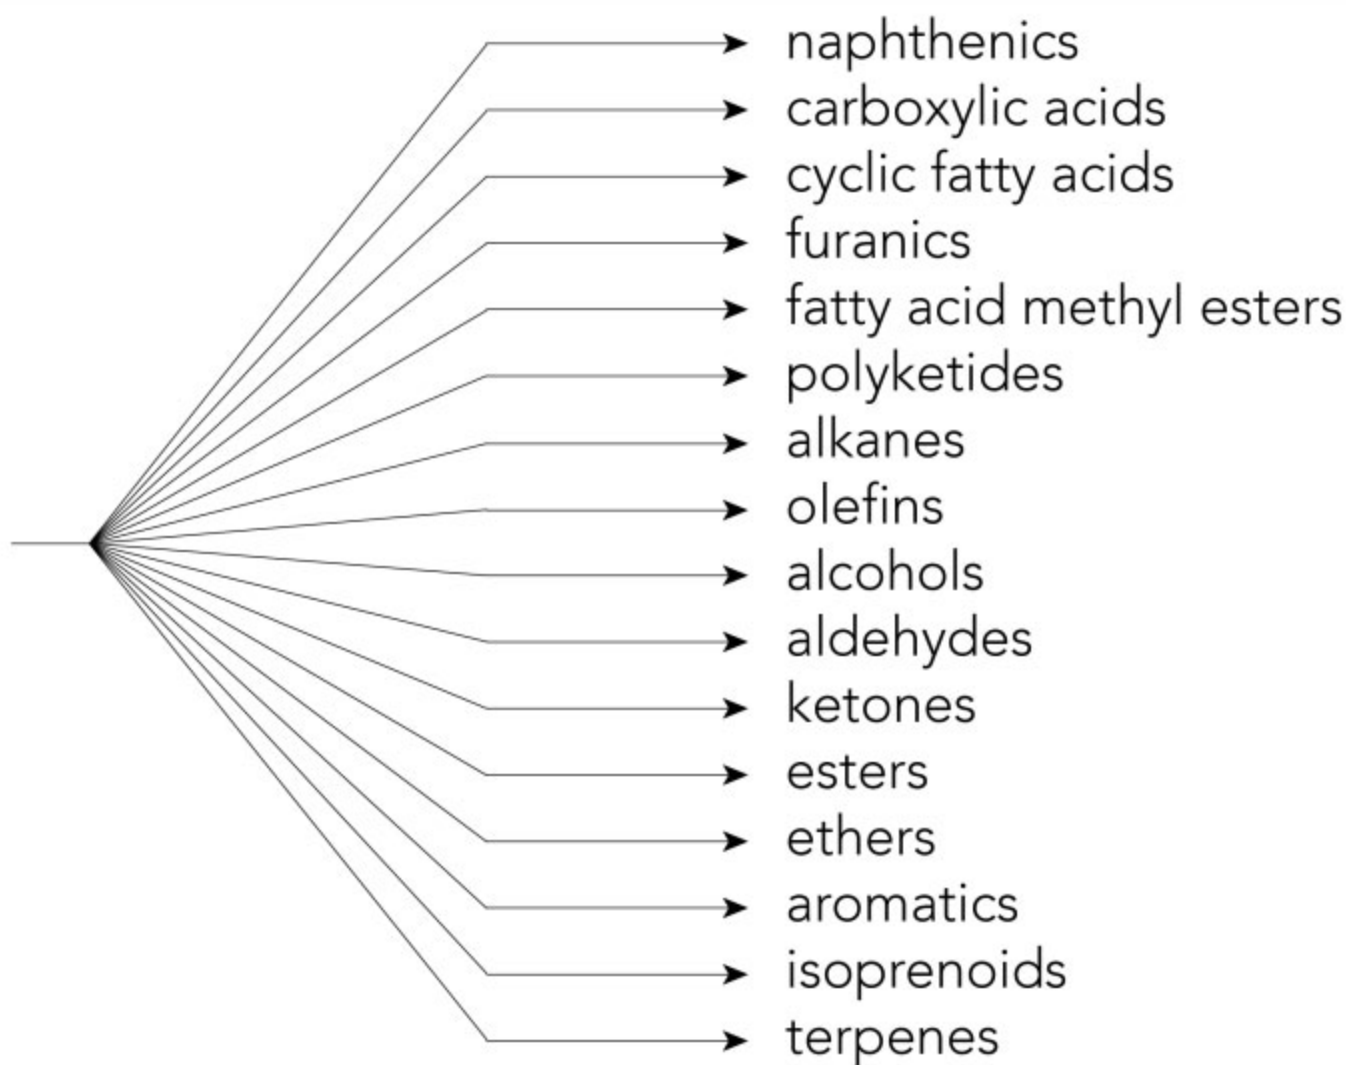 naphthenics
carboxylic acids
cyclic fatty acids
furanics
fatty acid methyl esters
polyketides
alkanes
olefins
alcohols
aldehydes
ketones
esters
ethers
aromatics
isoprenoids
terpenes